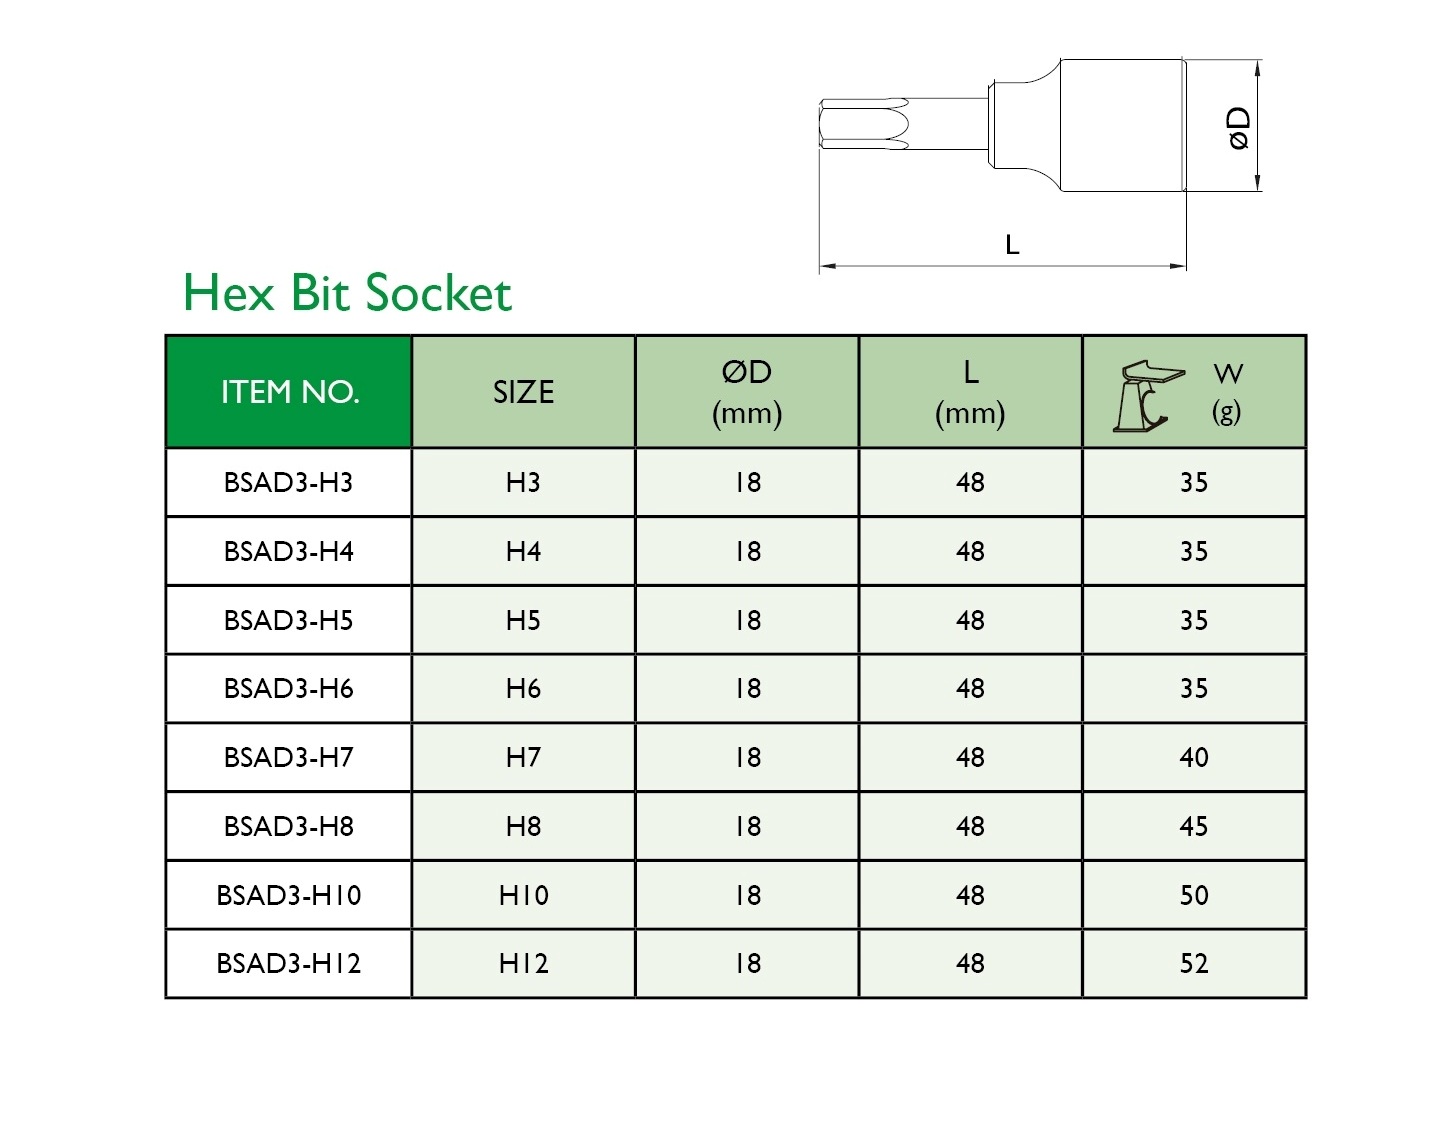 øD
L
Hex Bit Socket
ITEM NO. SIZE ØD (mm) L (mm) W (g)
BSAD3-H3 H3 18 48 35
BSAD3-H4 H4 18 48 35
BSAD3-H5 H5 18 48 35
BSAD3-H6 H6 18 48 35
BSAD3-H7 H7 18 48 40
BSAD3-H8 H8 18 48 45
BSAD3-H10 H10 18 48 50
BSAD3-H12 H12 18 48 52